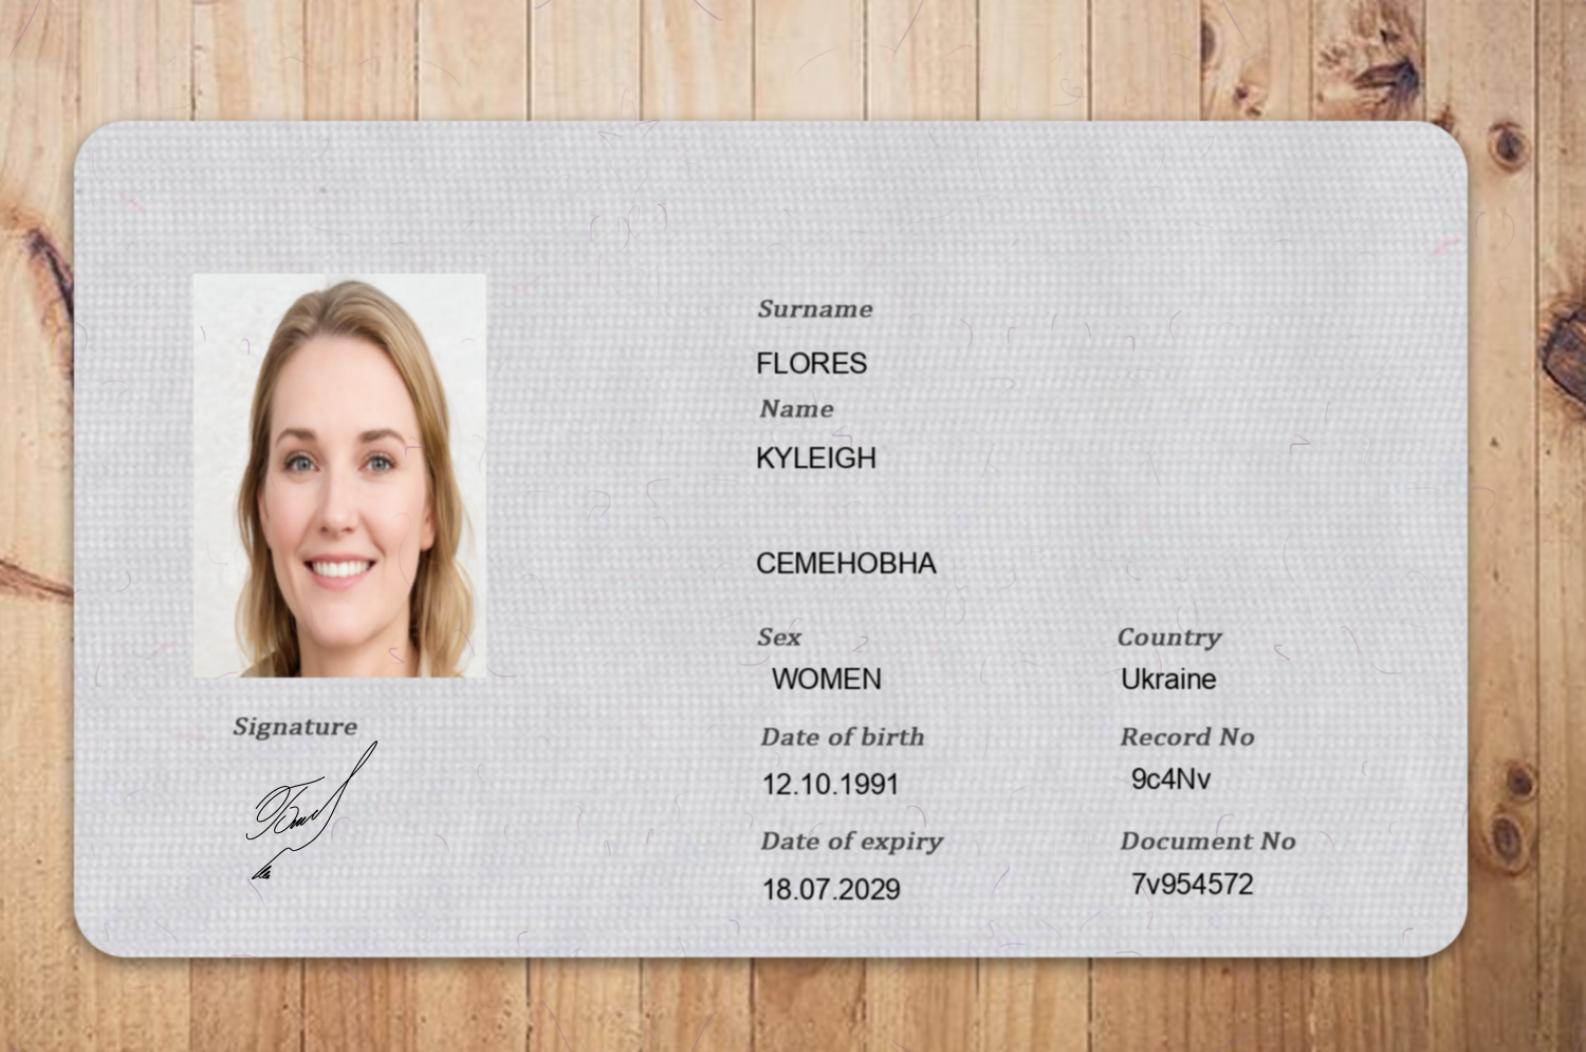 Surname
FLORES
Name
KYLEIGH
CEMEHOBHA
Sex
WOMEN
Country
Ukraine
Date of birth
12.10.1991
Record No
9c4Nv
Date of expiry
18.07.2029
Document No
7v954572
Signature